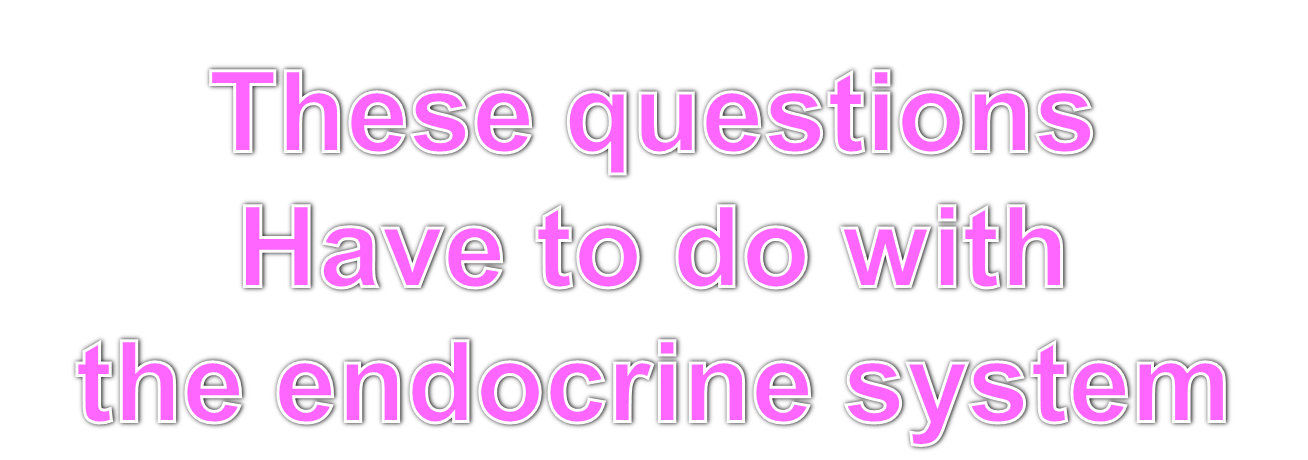 These questions
Have to do with
the endocrine system